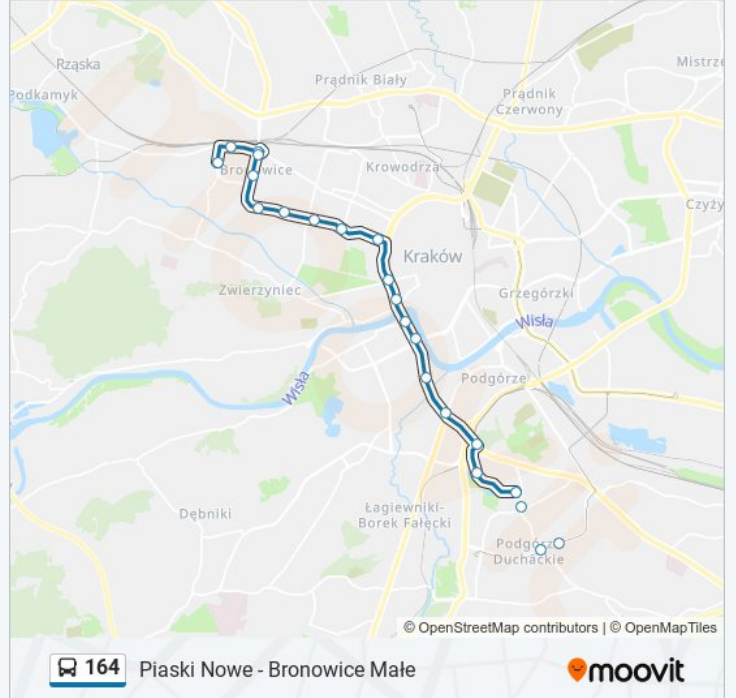 Rząska
Mistrze
Prądnik Biały
Podkamyk
Prądnik
Czerwony
Bronowice
Krowodrza
Czyży
Kraków
Zwierzyniec
Grzegórzki
Wisła
Podgórze
Wisła
Dębniki
Łagiewniki-
Borek Fałęcki
Podgórze
Duchackie
© OpenStreetMap contributors | © OpenMapTiles
164 Piaski Nowe - Bronowice Małe
moovit